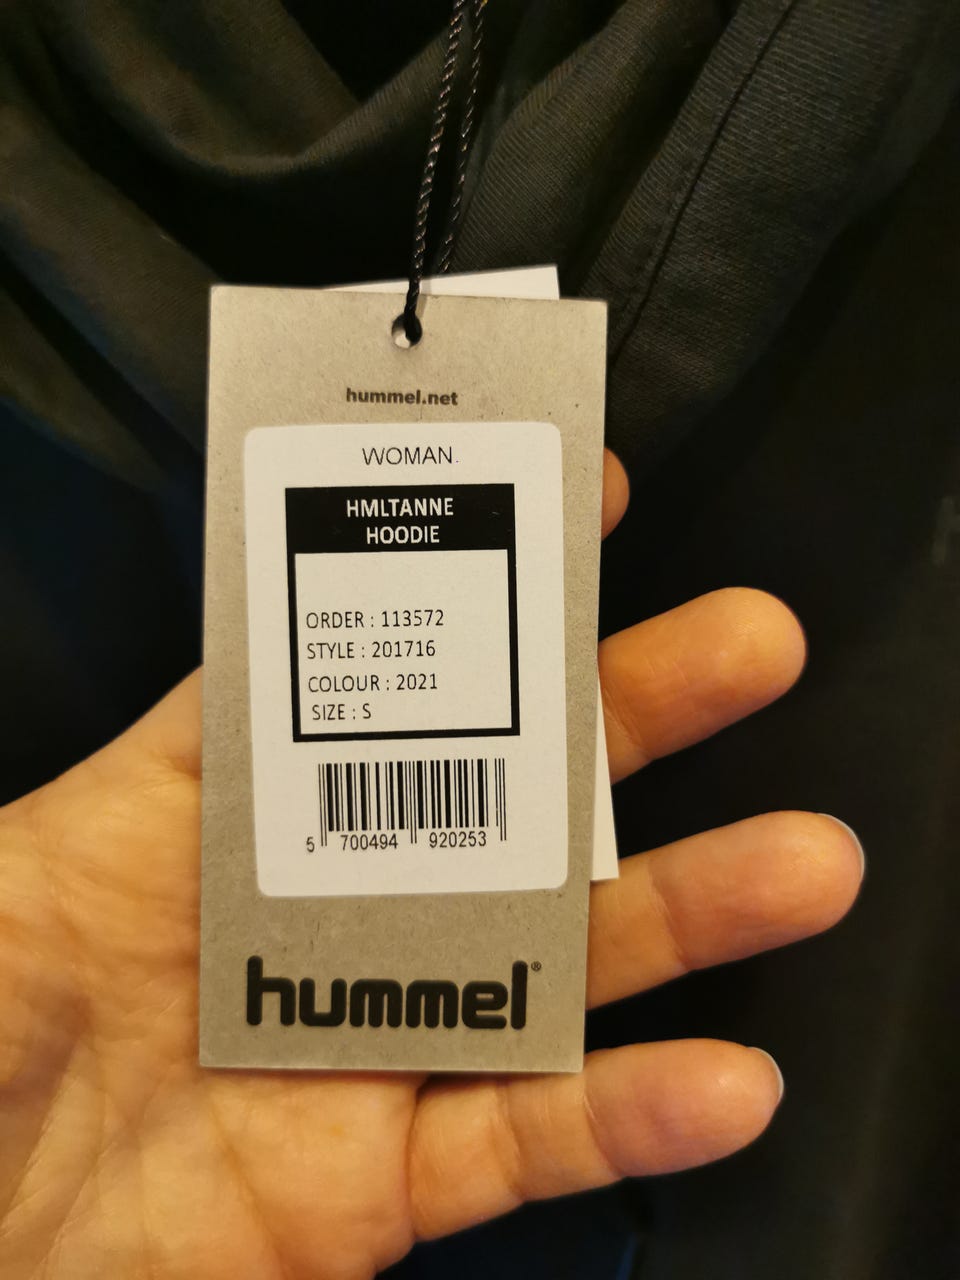 hummel.net
WOMAN.
HMLTANNE
HOODIE
ORDER : 113572
STYLE : 201716
COLOUR : 2021
SIZE : S
5 700494 920253
hummel®